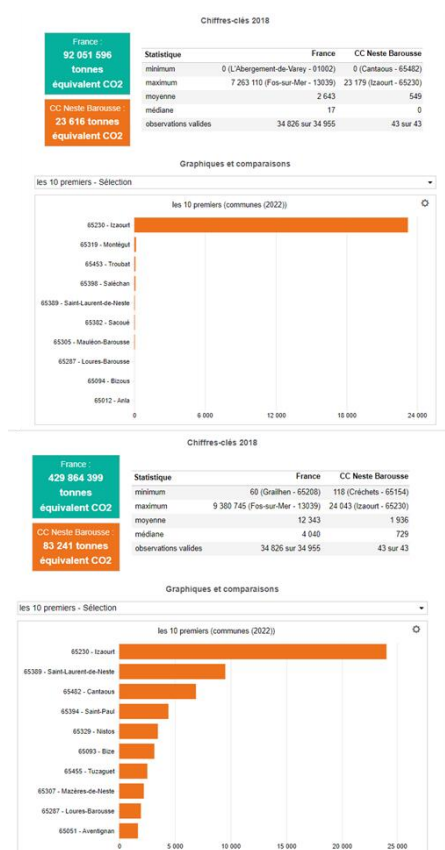 Chiffres-clés 2018
France :
92 051 596
tonnes
équivalent CO2
CC Neste Barousse :
23 616 tonnes
équivalent CO2
Statistique France CC Neste Barousse
minimum 0 (L'Abergement-de-Varey - 01002) 0 (Cantaous - 65482)
maximum 7 263 110 (Fos-sur-Mer - 13039) 23 179 (Izaourt - 65230)
moyenne 2 643 549
médiane 17 0
observations valides 34 826 sur 34 955 43 sur 43
Graphiques et comparaisons
les 10 premiers - Sélection
les 10 premiers (communes (2022))
65230 - Izaourt
65319 - Montégut
65453 - Troubat
65398 - Saléchan
65389 - Saint-Laurent-de-Neste
65382 - Sacoué
65305 - Mauléon-Barousse
65287 - Loures-Barousse
65094 - Bizous
65012 - Anla
0 6 000 12 000 18 000 24 000
Chiffres-clés 2018
France :
429 864 399
tonnes
équivalent CO2
CC Neste Barousse :
83 241 tonnes
équivalent CO2
Statistique France CC Neste Barousse
minimum 60 (Grailhen - 65208) 118 (Créchets - 65154)
maximum 9 380 745 (Fos-sur-Mer - 13039) 24 043 (Izaourt - 65230)
moyenne 12 343 1 936
médiane 4 040 729
observations valides 34 826 sur 34 955 43 sur 43
Graphiques et comparaisons
les 10 premiers - Sélection
les 10 premiers (communes (2022))
65230 - Izaourt
65389 - Saint-Laurent-de-Neste
65482 - Cantaous
65394 - Saint-Paul
65329 - Nistos
65093 - Bize
65455 - Tuzaguet
65307 - Mazères-de-Neste
65287 - Loures-Barousse
65051 - Aventignan
0 5 000 10 000 15 000 20 000 25 000